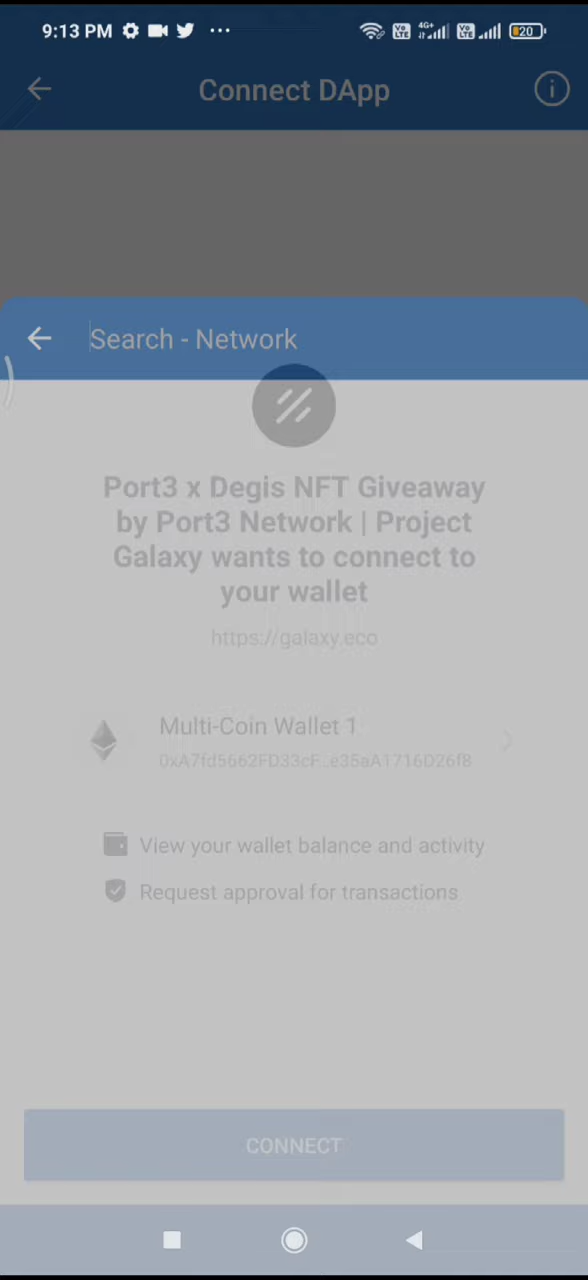 9:13 PM
4G+
20
Connect DApp
Search - Network
Port3 x Degis NFT Giveaway
by Port3 Network | Project
Galaxy wants to connect to
your wallet
https://galaxy.eco
Multi-Coin Wallet 1
0xA7fd5662FD33cF...e35aA1716D26f8
View your wallet balance and activity
Request approval for transactions
CONNECT